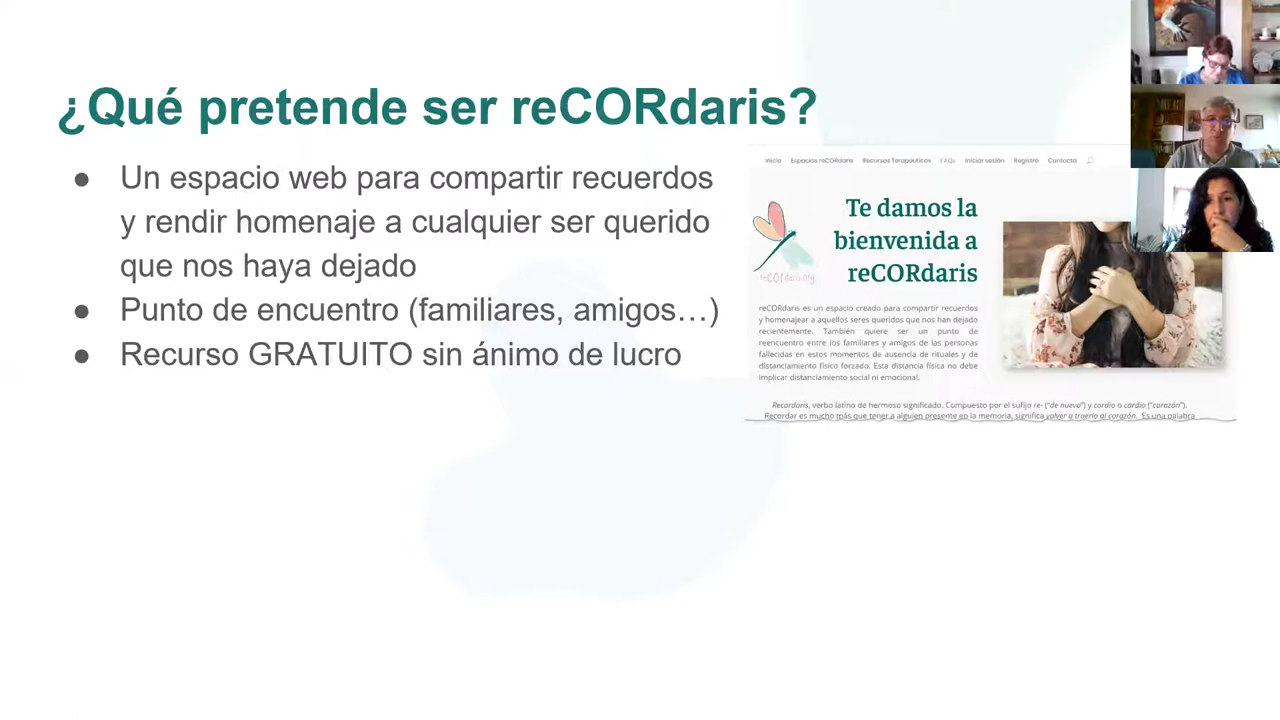 ¿Qué pretende ser reCORdaris?
● Un espacio web para compartir recuerdos
y rendir homenaje a cualquier ser querido
que nos haya dejado
● Punto de encuentro (familiares, amigos…)
● Recurso GRATUITO sin ánimo de lucro
Inicio Espacios reCORdaris Recursos Terapéuticos FAQs Iniciar sesión Registro Contacto
Te damos la
bienvenida a
reCORdaris
reCORdaris.org
reCORdaris es un espacio creado para compartir recuerdos
y homenajear a aquellos seres queridos que nos han dejado
recientemente. También quiere ser un punto de
reencuentro entre los familiares y amigos de las personas
fallecidas en estos momentos de ausencia de rituales y de
distanciamiento físico forzado. Esta distancia física no debe
implicar distanciamiento social ni emocional.
Recordaris, verbo latino de hermoso significado. Compuesto por el sufijo re- ("de nuevo") y cordio o cardio ("corazón").
Recordar es mucho más que tener a alguien presente en la memoria, significa volver a traerlo al corazón. Es una palabra